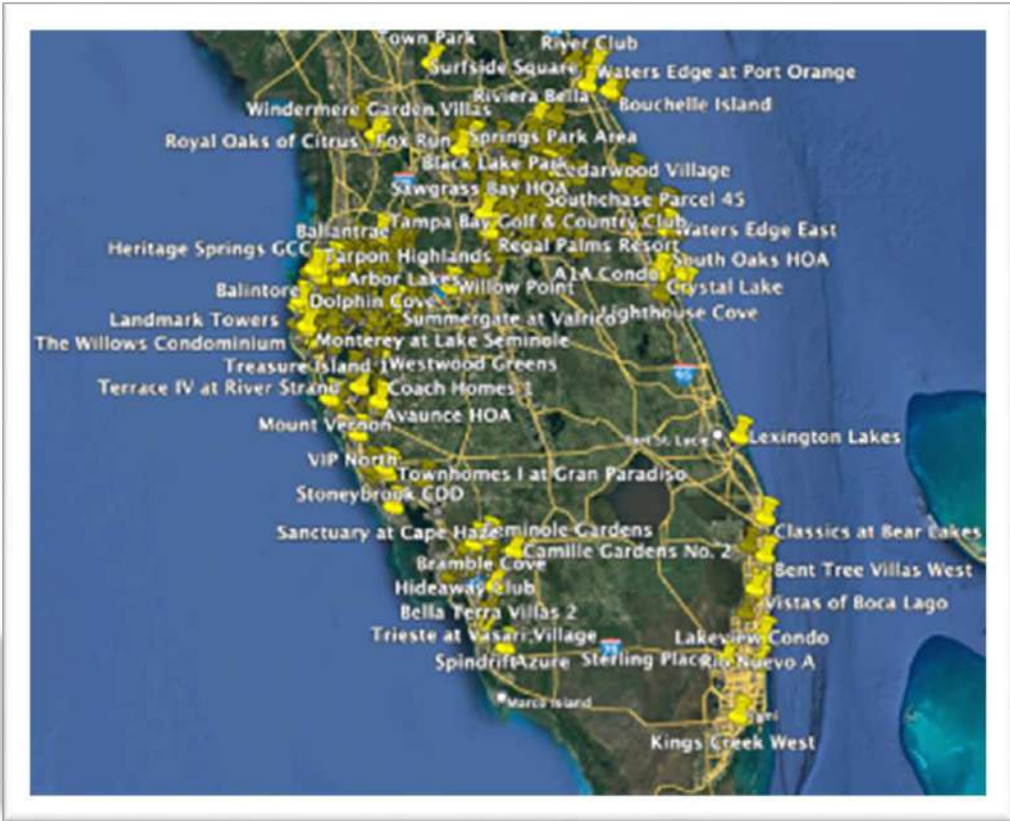 Town Park
River Club
Surfside Square
Waters Edge at Port Orange
Riviera Bella
Bouchelle Island
Windermere Garden Villas
Royal Oaks of Citrus
Fox Run
Springs Park Area
Black Lake Park
Cedarwood Village
Sawgrass Bay HOA
Southchase Parcel 45
Ballantrae
Tampa Bay Golf & Country Club
Waters Edge East
Heritage Springs GCC
Regal Palms Resort
Tarpon Highlands
South Oaks HOA
Arbor Lakes
A1A Condo
Balintore
Willow Point
Crystal Lake
Dolphin Cove
Landmark Towers
Summergate at Valrico
Lighthouse Cove
The Willows Condominium
Monterey at Lake Seminole
Treasure Island 1
Westwood Greens
95
Terrace IV at River Strand
Coach Homes 1
Avaunce HOA
Mount Vernon
Port St. Lucie
Lexington Lakes
VIP North
Townhomes I at Gran Paradiso
Stoneybrook CDD
Sanctuary at Cape Haze
minole Gardens
Classics at Bear Lakes
Camille Gardens No. 2
Bramble Cove
Bent Tree Villas West
Hideaway Club
Vistas of Boca Lago
Bella Terra Villas 2
Trieste at Vasari Village
75
Lakeview Condo
Spindrift
Azure
Sterling Place
Rio Nuevo A
Marco Island
Kings Creek West